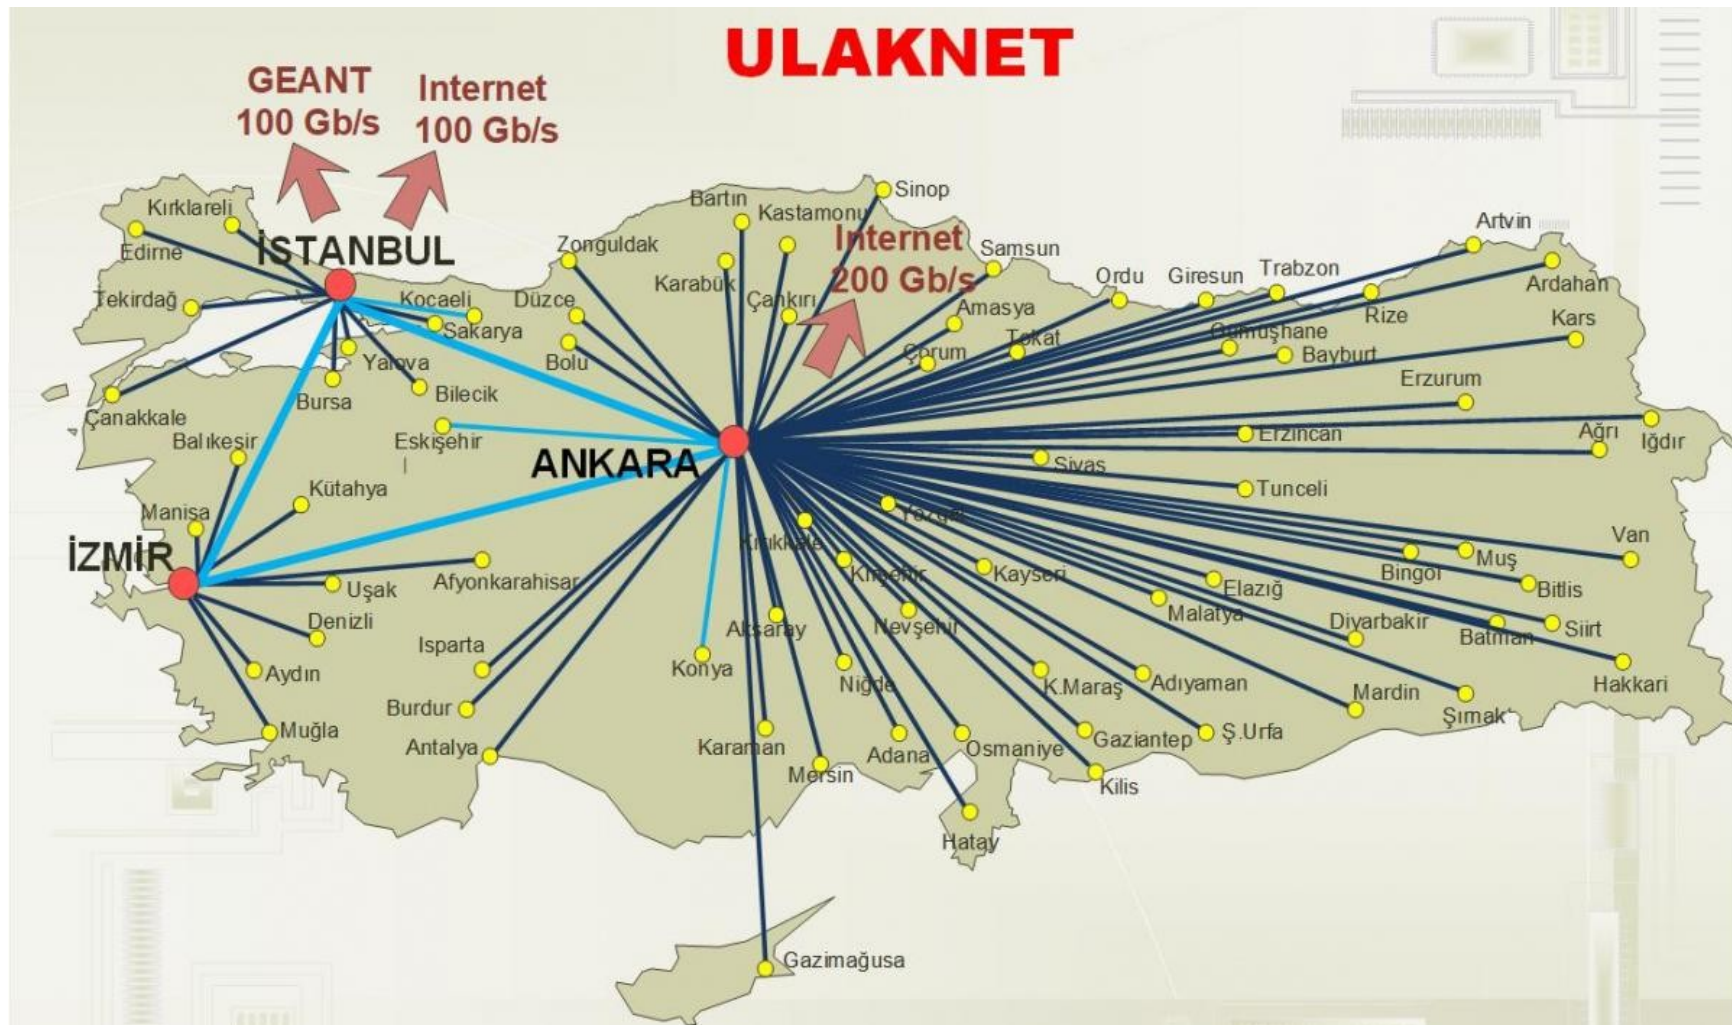 ULAKNET
GEANT
100 Gb/s
Internet
100 Gb/s
Internet
200 Gb/s
Kırklareli
Edirne
İSTANBUL
Tekirdağ
Kocaeli
Sakarya
Yalova
Bursa
Bilecik
Çanakkale
Balıkesir
Eskişehir
Kütahya
Manisa
İZMİR
Uşak
Afyonkarahisar
Denizli
Aydın
Muğla
Isparta
Burdur
Antalya
Zonguldak
Bartın
Kastamonu
Karabük
Düzce
Bolu
Çankırı
Sinop
Samsun
Amasya
Çorum
Tokat
Ordu
Giresun
Trabzon
Gümüşhane
Bayburt
Rize
Artvin
Ardahan
Kars
Erzurum
Iğdır
Ağrı
Erzincan
Sivas
Tunceli
ANKARA
Yozgat
Kırıkkale
Kırşehir
Kayseri
Nevşehir
Aksaray
Konya
Niğde
Karaman
Mersin
Adana
Osmaniye
Hatay
K.Maraş
Gaziantep
Kilis
Adıyaman
Ş.Urfa
Malatya
Elazığ
Diyarbakir
Mardin
Bingöl
Muş
Van
Bitlis
Batman
Siirt
Şırnak
Hakkari
Gazimağusa